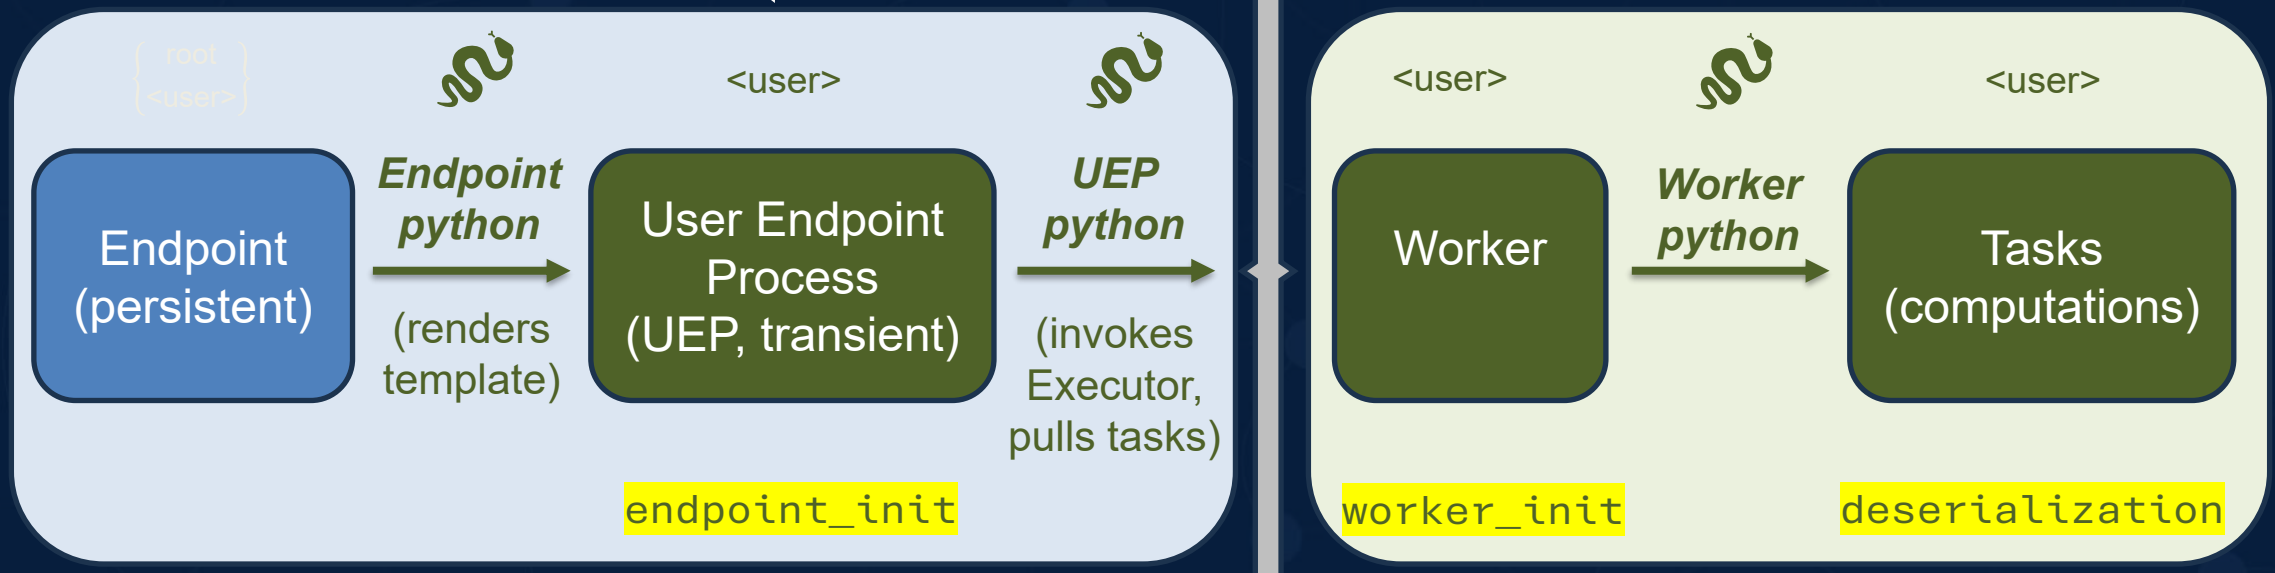 root
<user>
<user>
<user>
<user>
Endpoint
(persistent)
Endpoint
python
(renders
template)
User Endpoint
Process
(UEP, transient)
UEP
python
(invokes
Executor,
pulls tasks)
Worker
Worker
python
Tasks
(computations)
endpoint_init
worker_init
deserialization